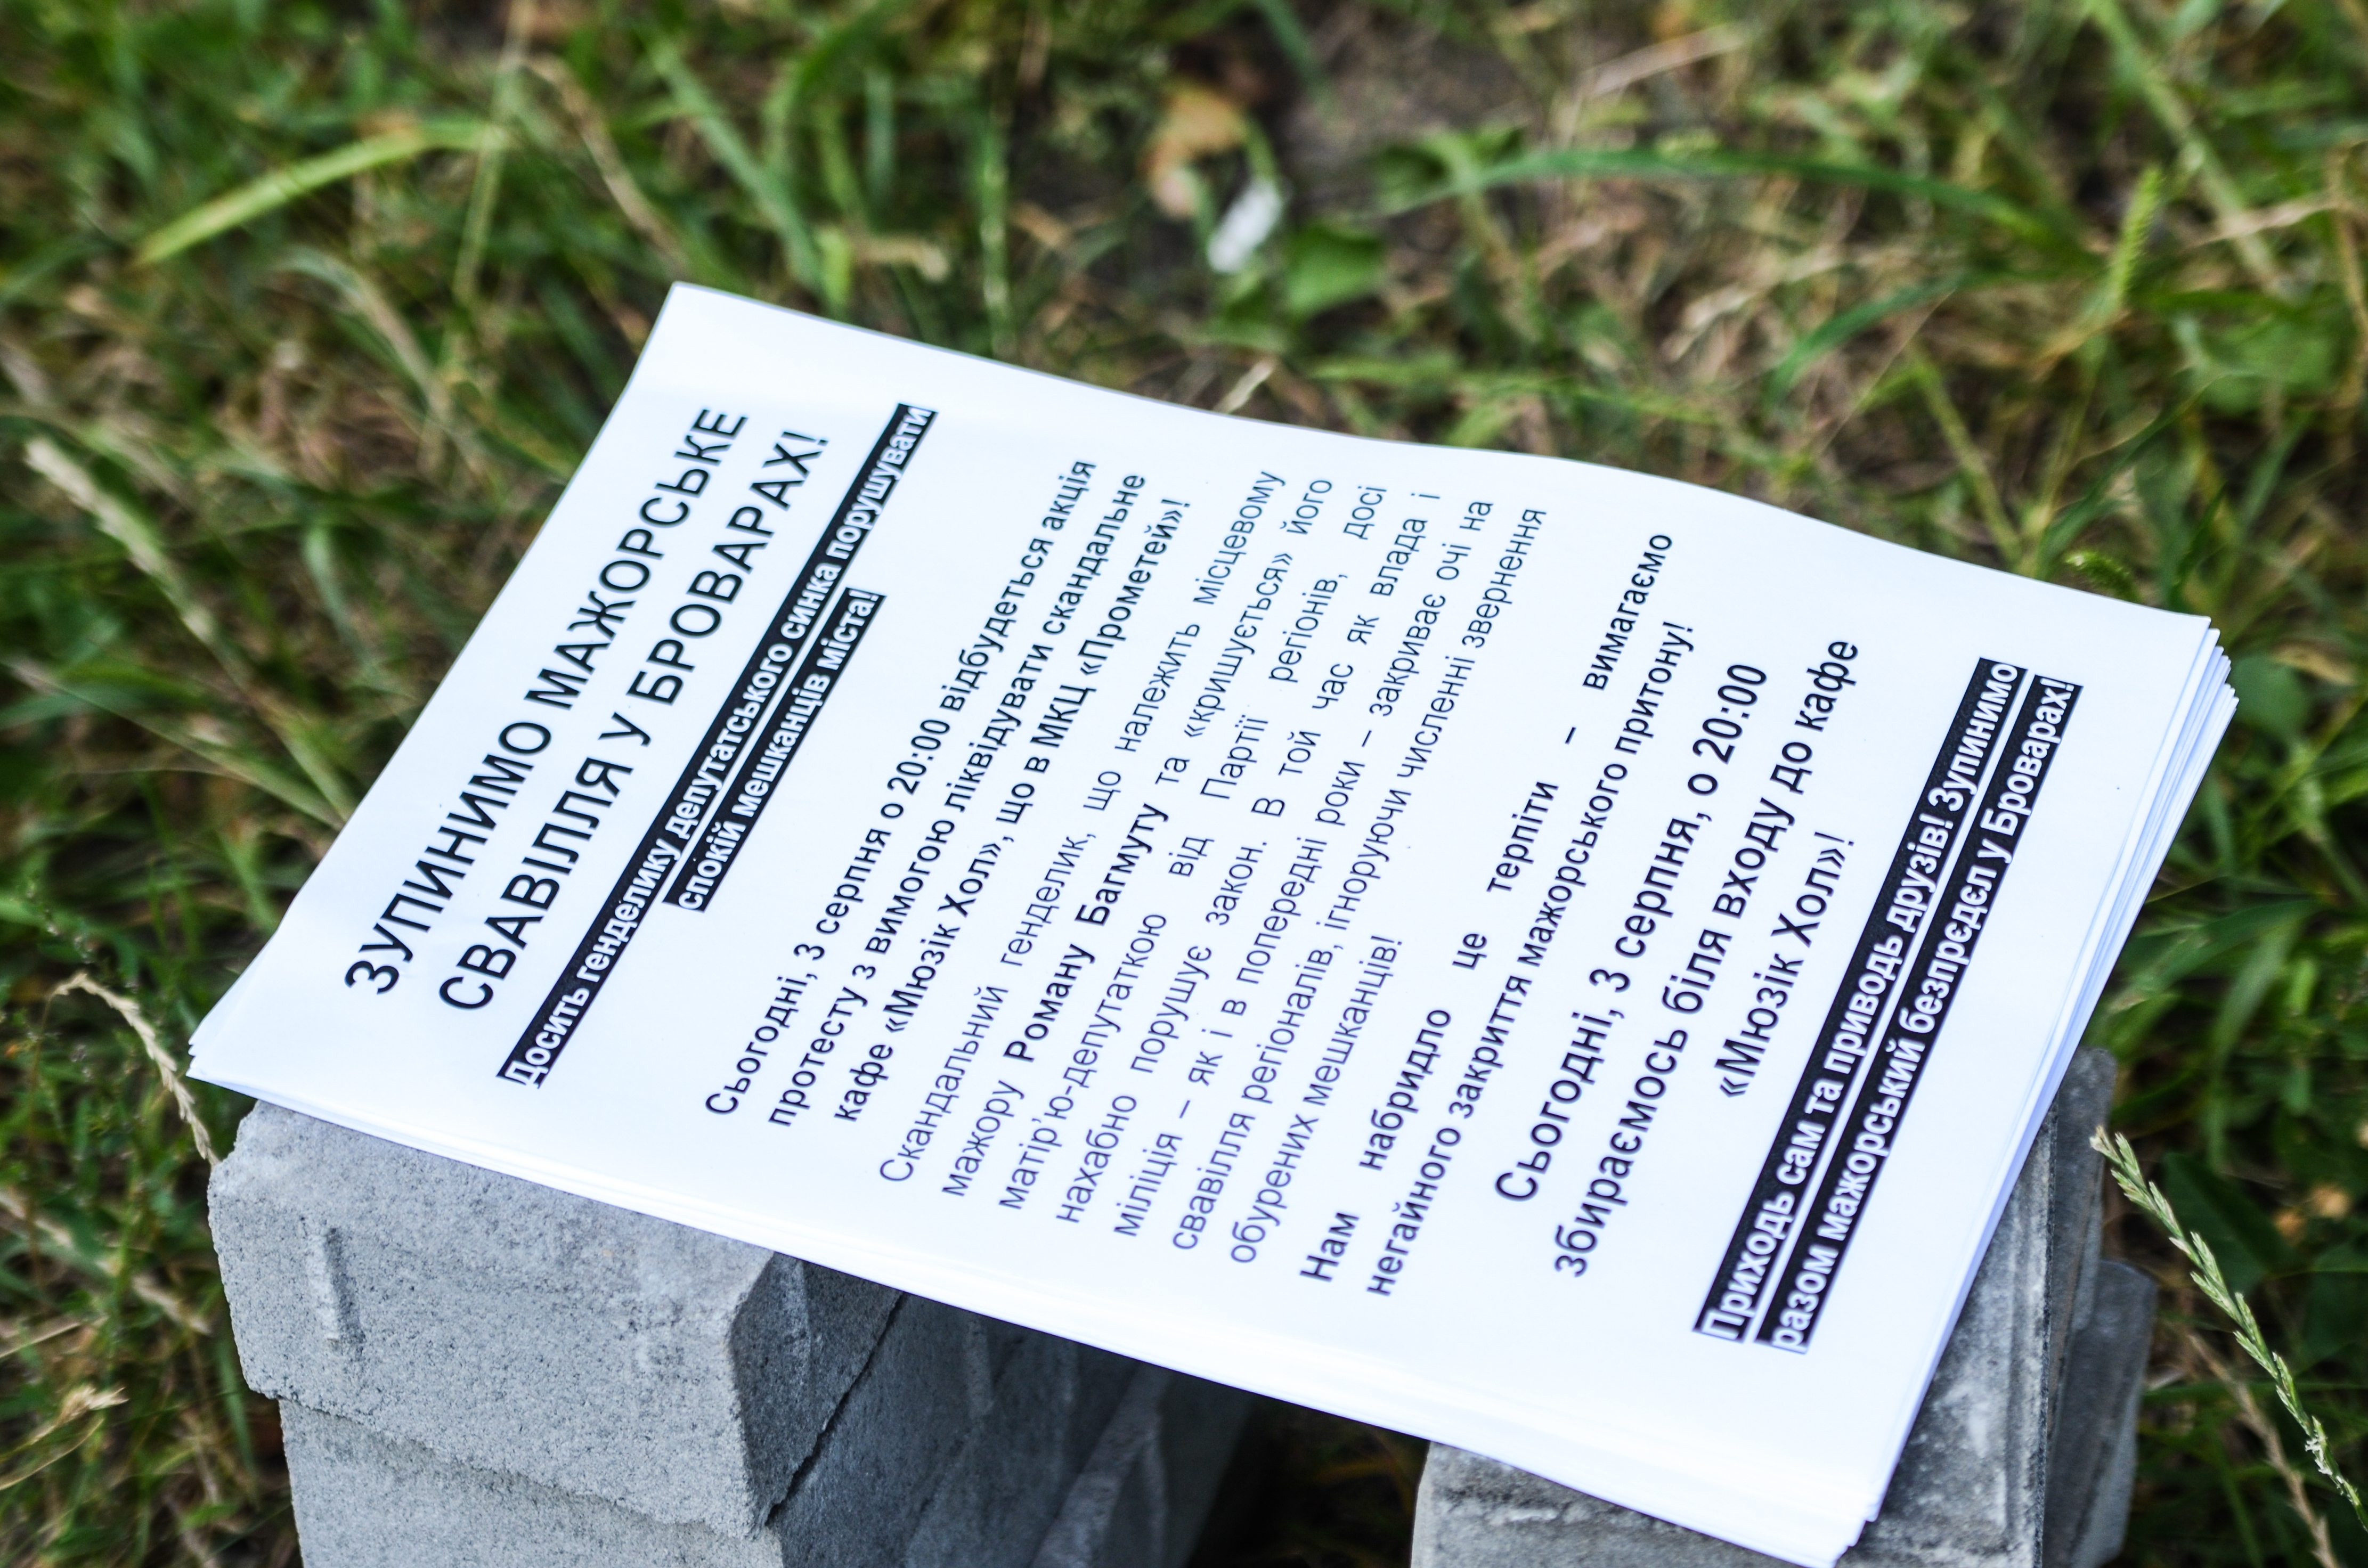 ЗУПИНИМО МАЖОРСЬКЕ
СВАВІЛЛЯ У БРОВАРАХ!
Досить генделику депутатського синка порушувати
спокій мешканців міста!
Сьогодні, 3 серпня о 20:00 відбудеться акція
протесту з вимогою ліквідувати скандальне
кафе «Мюзік Хол», що в МКЦ «Прометей»!
Скандальний генделик, що належить місцевому
мажору Роману Багмуту та «кришується» його
матір'ю-депутаткою від Партії регіонів, досі
нахабно порушує закон. В той час як влада і
міліція – як і в попередні роки – закриває очі на
свавілля регіоналів, ігноруючи численні звернення
обурених мешканців!
Нам набридло це терпіти – вимагаємо
негайного закриття мажорського притону!
Сьогодні, 3 серпня, о 20:00
збираємось біля входу до кафе
«Мюзік Хол»!
Приходь сам та приводь друзів! Зупинимо
разом мажорський безпрєдєл у Броварах!